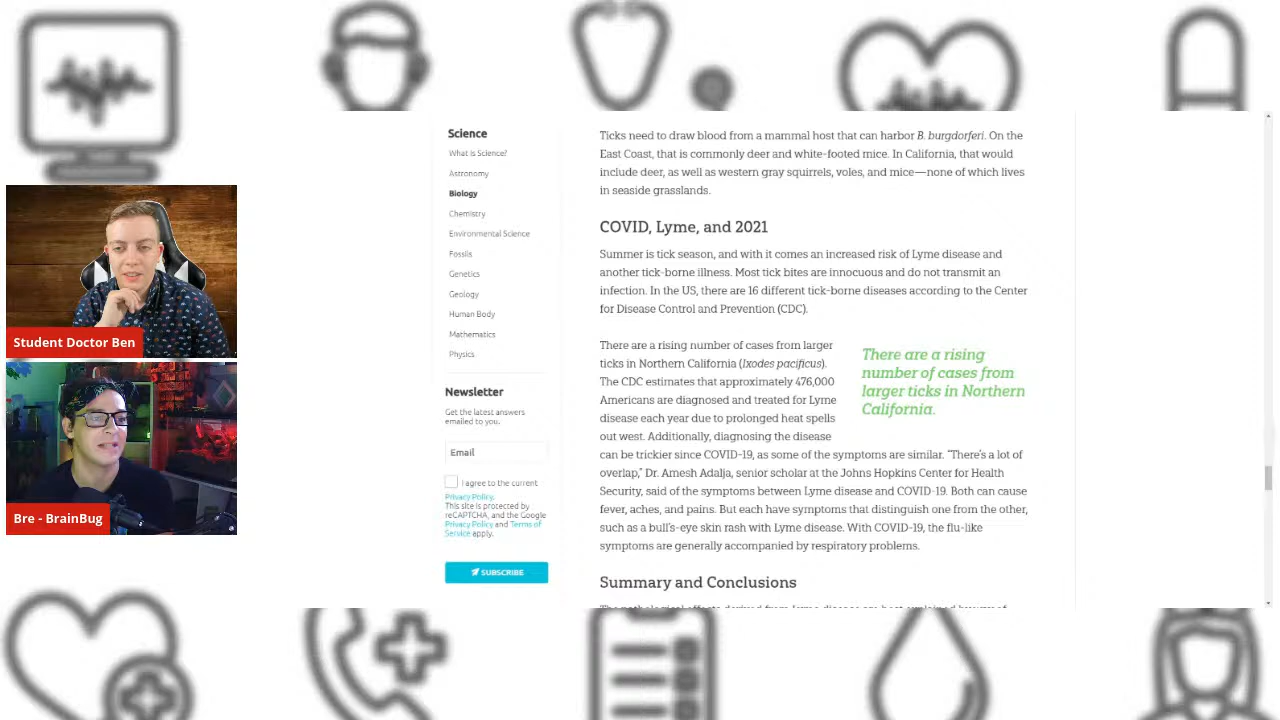 Science
What Is Science?
Astronomy
Biology
Chemistry
Environmental Science
Fossils
Genetics
Geology
Human Body
Mathematics
Physics
Newsletter
Get the latest answers
emailed to you.
Email
I agree to the current
Privacy Policy.
This site is protected by
reCAPTCHA, and the Google
Privacy Policy and Terms of
Service apply.
SUBSCRIBE
Ticks need to draw blood from a mammal host that can harbor B. burgdorferi. On the
East Coast, that is commonly deer and white-footed mice. In California, that would
include deer, as well as western gray squirrels, voles, and mice—none of which lives
in seaside grasslands.
COVID, Lyme, and 2021
Summer is tick season, and with it comes an increased risk of Lyme disease and
another tick-borne illness. Most tick bites are innocuous and do not transmit an
infection. In the US, there are 16 different tick-borne diseases according to the Center
for Disease Control and Prevention (CDC).
There are a rising number of cases from larger
ticks in Northern California (Ixodes pacificus).
The CDC estimates that approximately 476,000
Americans are diagnosed and treated for Lyme
disease each year due to prolonged heat spells
out west. Additionally, diagnosing the disease
can be trickier since COVID-19, as some of the symptoms are similar. “There’s a lot of
overlap,” Dr. Amesh Adalja, senior scholar at the Johns Hopkins Center for Health
Security, said of the symptoms between Lyme disease and COVID-19. Both can cause
fever, aches, and pains. But each have symptoms that distinguish one from the other,
such as a bull’s-eye skin rash with Lyme disease. With COVID-19, the flu-like
symptoms are generally accompanied by respiratory problems.
There are a rising
number of cases from
larger ticks in Northern
California.
Summary and Conclusions
Student Doctor Ben
Bre - BrainBug